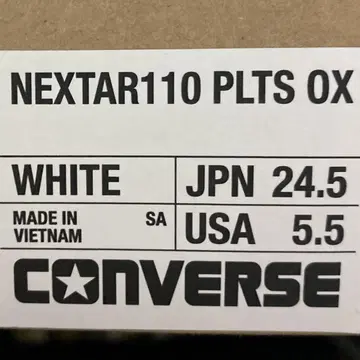 NEXTAR110 PLTS OX
WHITE
JPN 24.5
MADE IN
VIETNAM
SA
USA 5.5
CONVERSE